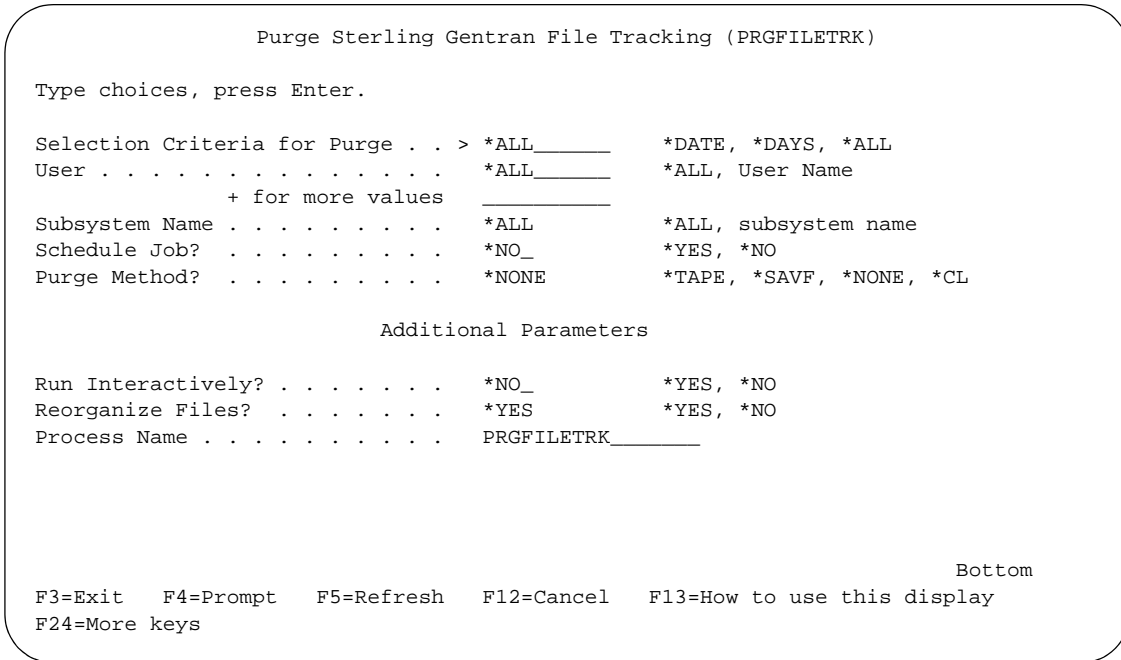 Purge Sterling Gentran File Tracking (PRGFILETRK)
Type choices, press Enter.
Selection Criteria for Purge . . > *ALL______ *DATE, *DAYS, *ALL
User . . . . . . . . . . . . . . . *ALL______ *ALL, User Name
+ for more values __________
Subsystem Name . . . . . . . . . *ALL *ALL, subsystem name
Schedule Job? . . . . . . . . . *NO_ *YES, *NO
Purge Method? . . . . . . . . . *NONE *TAPE, *SAVF, *NONE, *CL
Additional Parameters
Run Interactively? . . . . . . . *NO_ *YES, *NO
Reorganize Files? . . . . . . . *YES *YES, *NO
Process Name . . . . . . . . . . PRGFILETRK_______
Bottom
F3=Exit F4=Prompt F5=Refresh F12=Cancel F13=How to use this display
F24=More keys